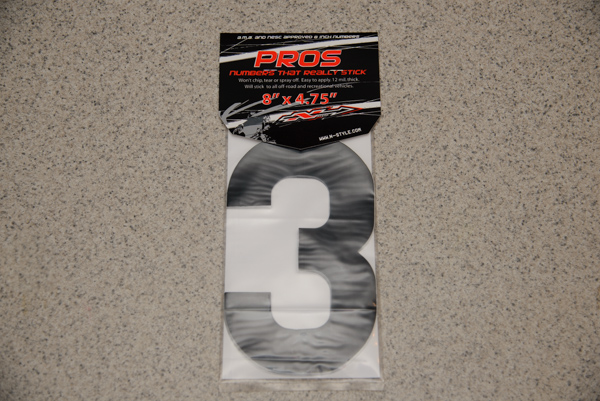 A.M.A. AND NESC APPROVED 8 INCH NUMBERS
PROS
NUMBERS THAT REALLY STICK
Won't chip, tear or spray off. Easy to apply. 12 mil thick.
Will stick to all off-road and recreational vehicles.
8" x 4.75"
WWW.N-STYLE.COM
3